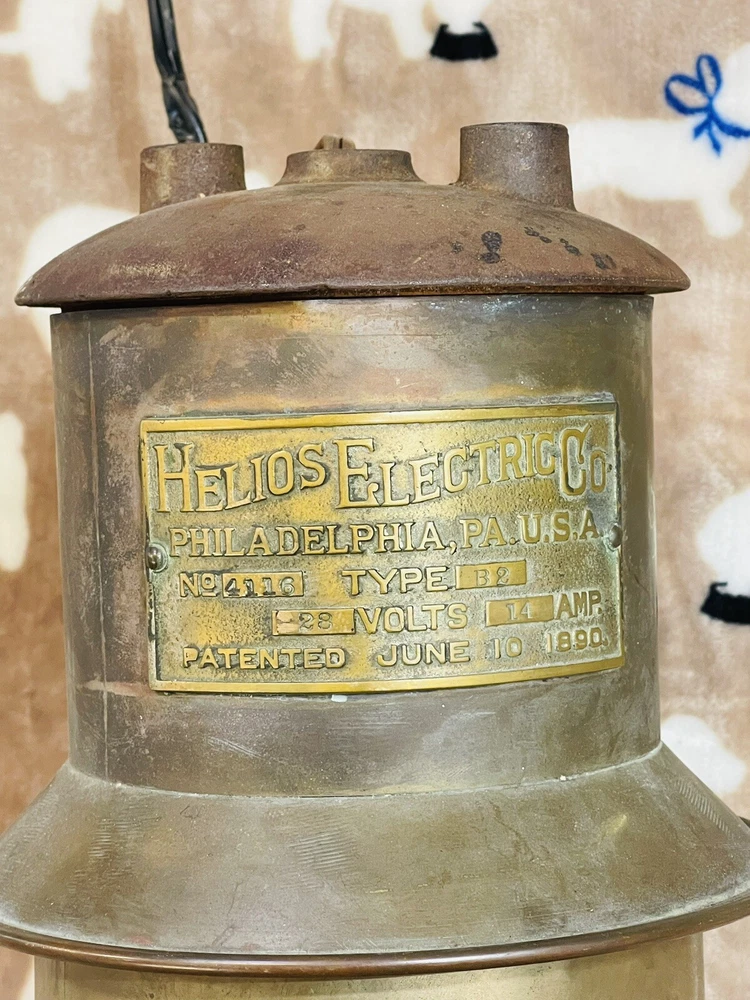 HELIOS ELECTRIC CO
PHILADELPHIA, PA. U.S.A.
NO 4116 TYPE B2
28 VOLTS 14 AMP.
PATENTED JUNE 10 1890.